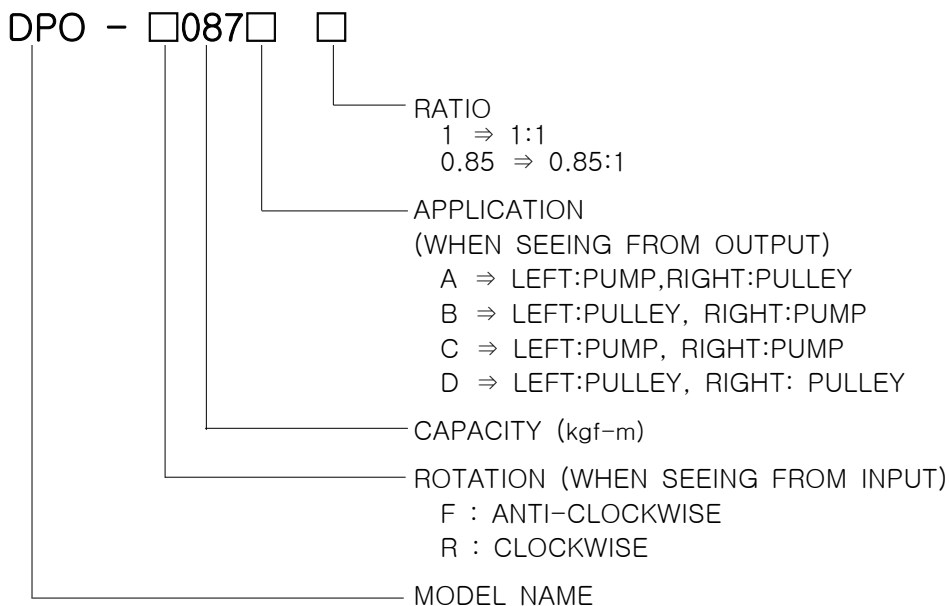 DPO - □087□ □
RATIO
1 ⇒ 1:1
0.85 ⇒ 0.85:1
APPLICATION
(WHEN SEEING FROM OUTPUT)
A ⇒ LEFT:PUMP,RIGHT:PULLEY
B ⇒ LEFT:PULLEY, RIGHT:PUMP
C ⇒ LEFT:PUMP, RIGHT:PUMP
D ⇒ LEFT:PULLEY, RIGHT: PULLEY
CAPACITY (kgf-m)
ROTATION (WHEN SEEING FROM INPUT)
F : ANTI-CLOCKWISE
R : CLOCKWISE
MODEL NAME